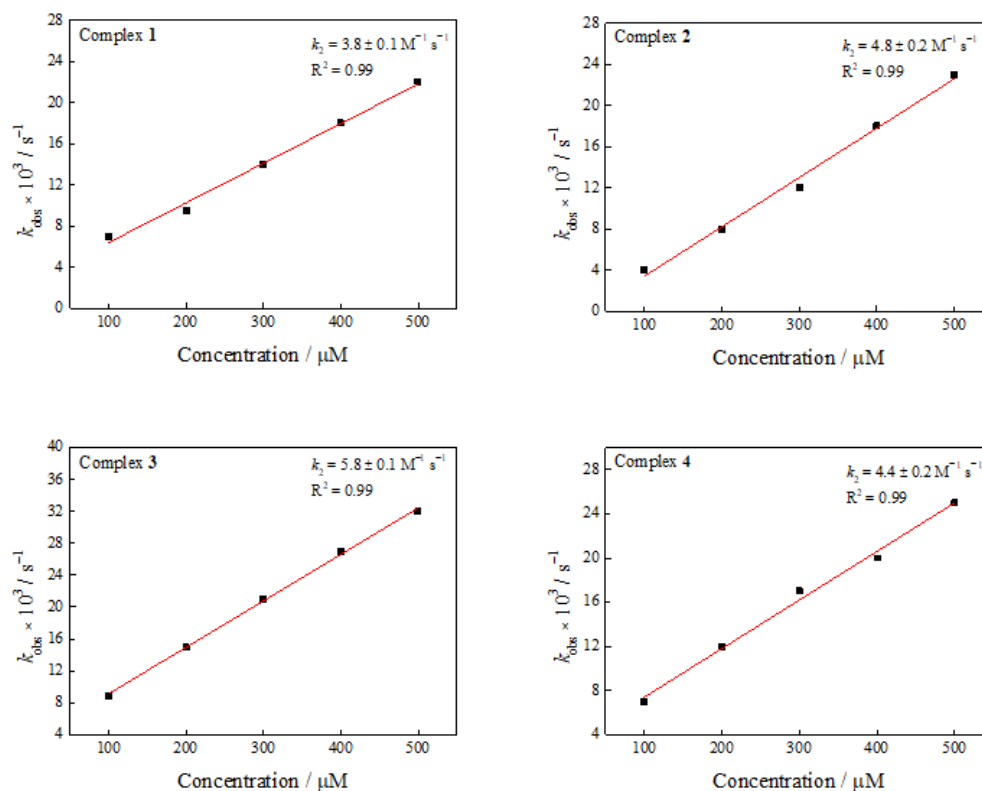 Complex 1
k₂ = 3.8 ± 0.1 M⁻¹ s⁻¹
R² = 0.99
28
24
20
16
12
8
4
0
k_obs × 10³ / s⁻¹
100 200 300 400 500
Concentration / μM
Complex 2
k₂ = 4.8 ± 0.2 M⁻¹ s⁻¹
R² = 0.99
28
24
20
16
12
8
4
0
k_obs × 10³ / s⁻¹
100 200 300 400 500
Concentration / μM
Complex 3
k₂ = 5.8 ± 0.1 M⁻¹ s⁻¹
R² = 0.99
40
36
32
28
24
20
16
12
8
4
k_obs × 10³ / s⁻¹
100 200 300 400 500
Concentration / μM
Complex 4
k₂ = 4.4 ± 0.2 M⁻¹ s⁻¹
R² = 0.99
28
24
20
16
12
8
4
k_obs × 10³ / s⁻¹
100 200 300 400 500
Concentration / μM